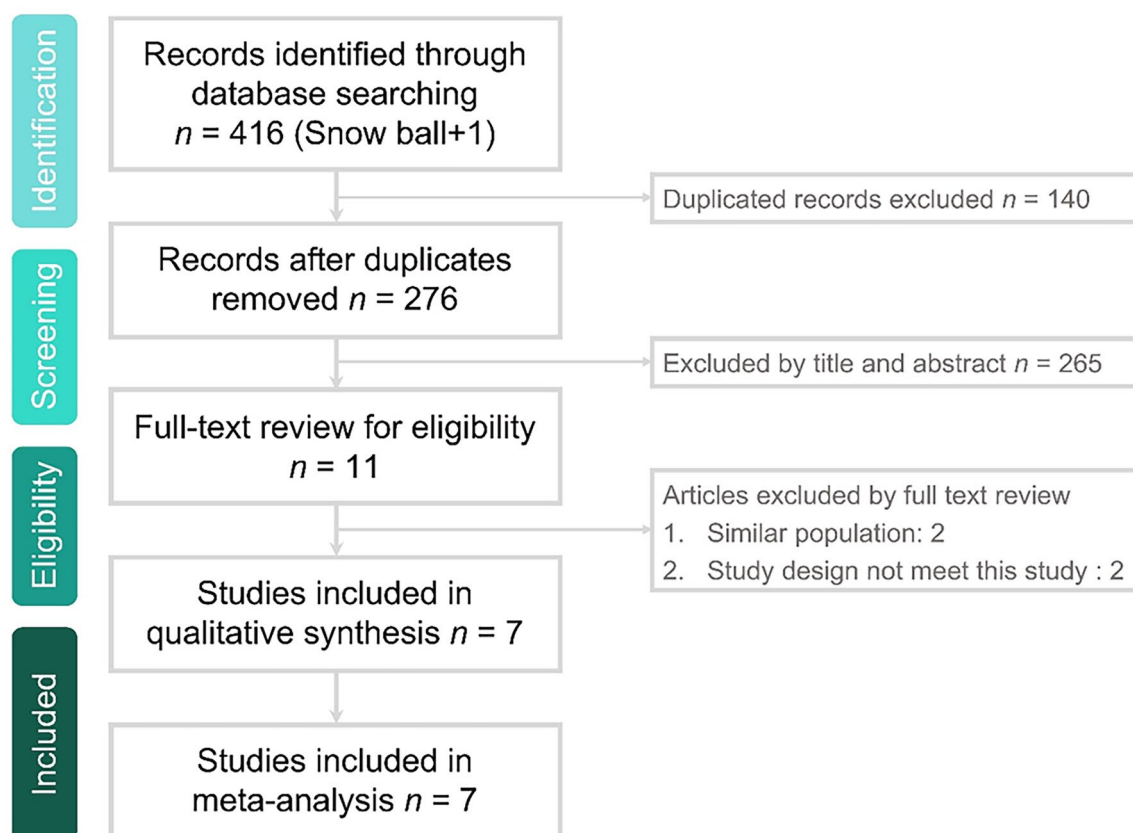 Identification
Records identified through
database searching
n = 416 (Snow ball+1)
Duplicated records excluded n = 140
Screening
Records after duplicates
removed n = 276
Excluded by title and abstract n = 265
Full-text review for eligibility
n = 11
Eligibility
Articles excluded by full text review
1. Similar population: 2
2. Study design not meet this study : 2
Studies included in
qualitative synthesis n = 7
Included
Studies included in
meta-analysis n = 7